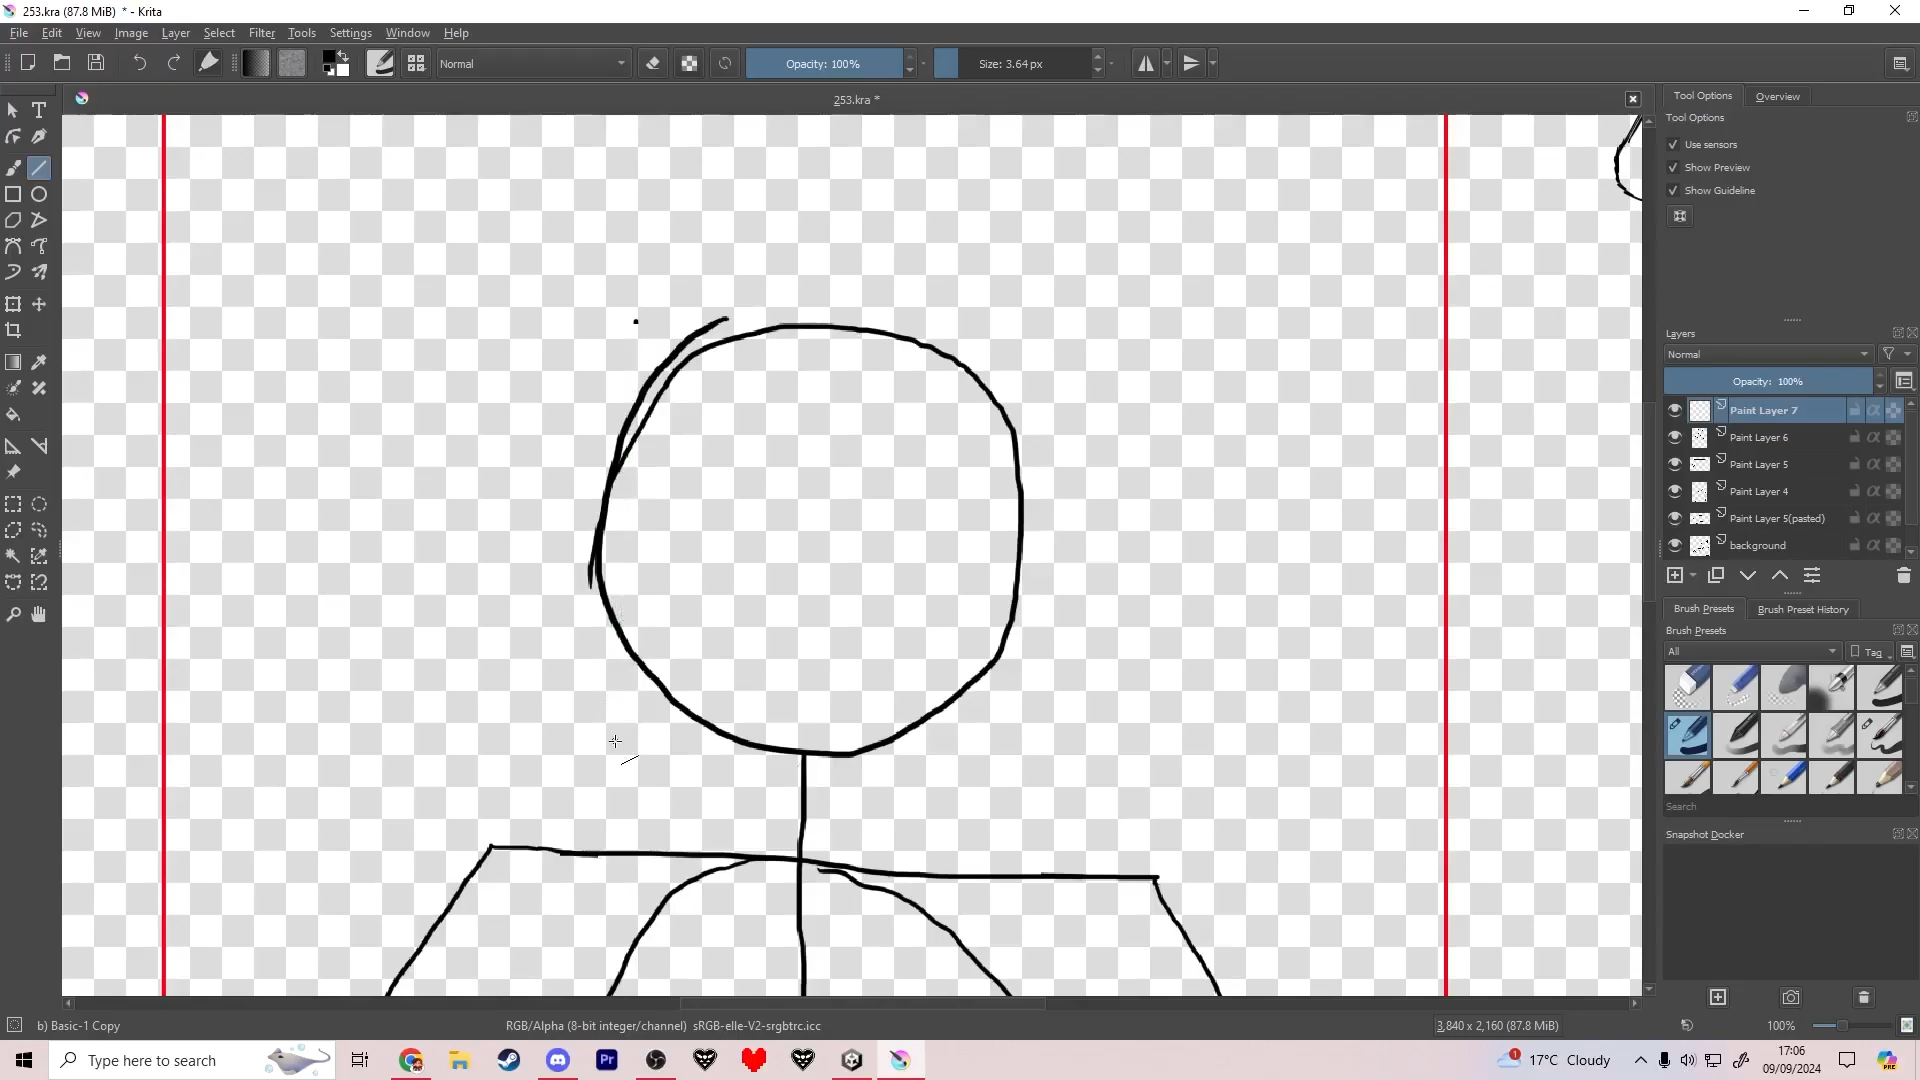 253.kra (87.8 MiB) * - Krita
File Edit View Image Layer Select Filter Tools Settings Window Help
Normal
Opacity: 100%
Size: 3.64 px
253.kra *
Tool Options
Overview
Tool Options
Use sensors
Show Preview
Show Guideline
Layers
Normal
Opacity: 100%
Paint Layer 7
Paint Layer 6
Paint Layer 5
Paint Layer 4
Paint Layer 5(pasted)
background
Brush Presets
Brush Preset History
Brush Presets
All
Tag
Search
Snapshot Docker
b) Basic-1 Copy
RGB/Alpha (8-bit integer/channel) sRGB-elle-V2-srgbtrc.icc
3,840 x 2,160 (87.8 MiB)
100%
Type here to search
Pr
1
17°C Cloudy
17:06
09/09/2024
PRE